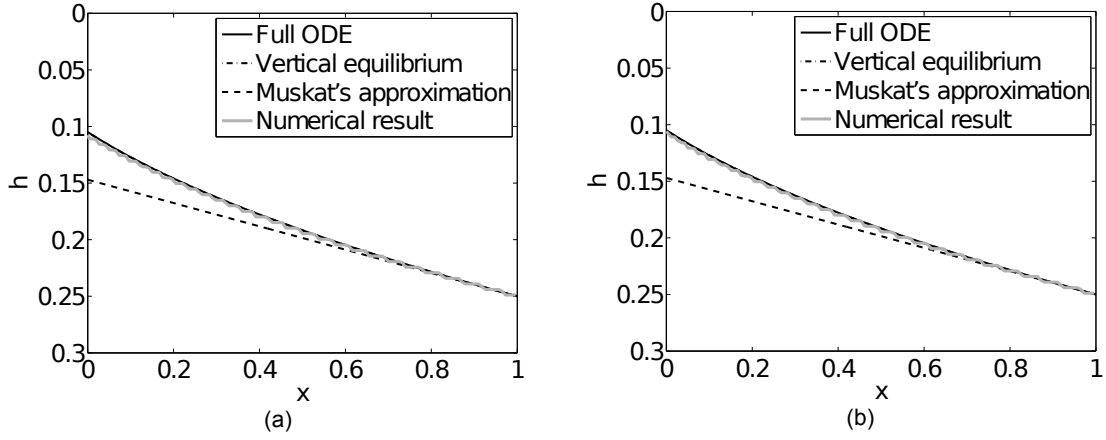 0
0.05
0.1
0.15
0.2
0.25
0.3
h
0
0.2
0.4
0.6
0.8
1
x
Full ODE
Vertical equilibrium
Muskat's approximation
Numerical result
(a)
0
0.05
0.1
0.15
0.2
0.25
0.3
h
0
0.2
0.4
0.6
0.8
1
x
Full ODE
Vertical equilibrium
Muskat's approximation
Numerical result
(b)